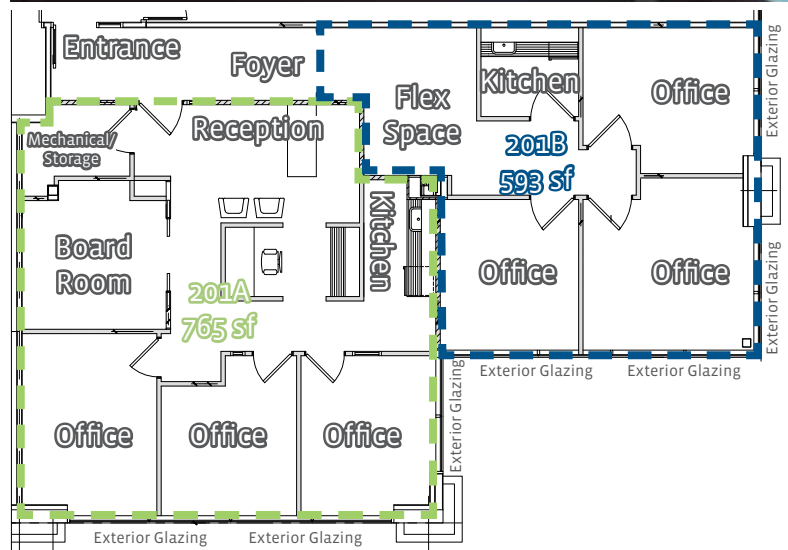 Entrance
Foyer
Flex
Space
Kitchen
Office
Exterior Glazing
Mechanical/
Storage
Reception
201B
593 sf
Kitchen
Board
Room
201A
765 sf
Office
Office
Exterior Glazing
Exterior Glazing
Exterior Glazing
Exterior Glazing
Office
Office
Office
Exterior Glazing
Exterior Glazing